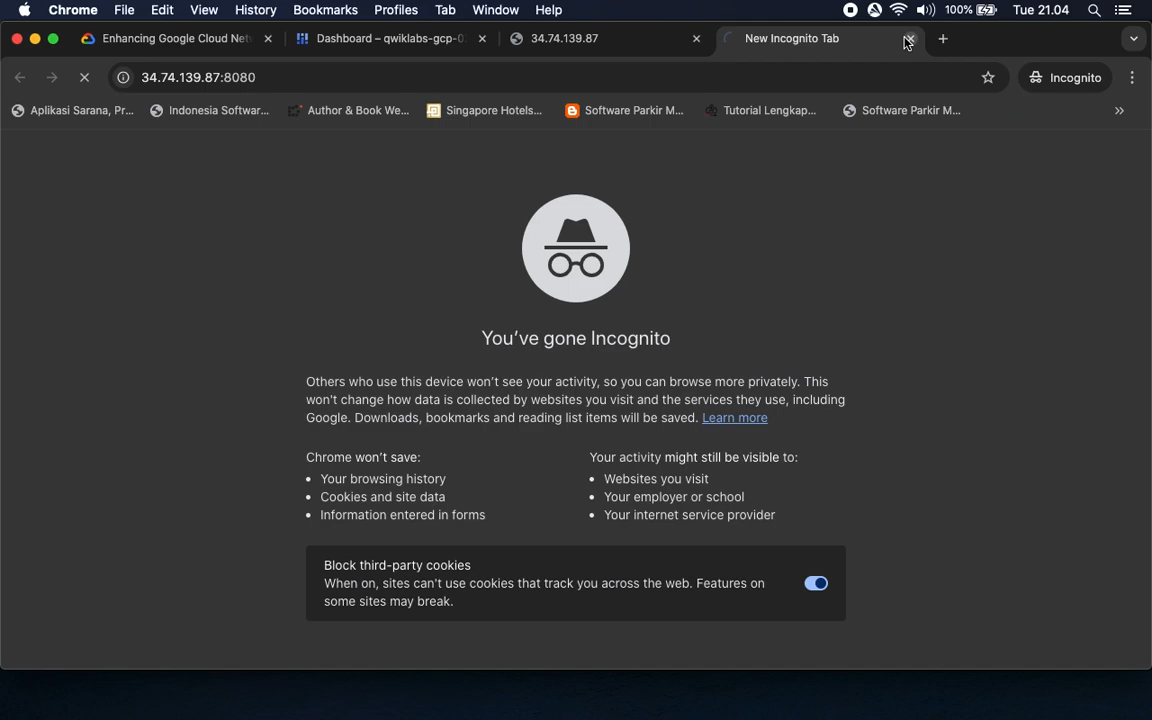 Chrome File Edit View History Bookmarks Profiles Tab Window Help 100% Tue 21.04
Enhancing Google Cloud Net Dashboard – qwiklabs-gcp-0 34.74.139.87 New Incognito Tab
34.74.139.87:8080 Incognito
Aplikasi Sarana, Pr... Indonesia Softwar... Author & Book We... Singapore Hotels... Software Parkir M... Tutorial Lengkap... Software Parkir M... »
You've gone Incognito
Others who use this device won't see your activity, so you can browse more privately. This
won't change how data is collected by websites you visit and the services they use, including
Google. Downloads, bookmarks and reading list items will be saved. Learn more
Chrome won't save:
• Your browsing history
• Cookies and site data
• Information entered in forms
Your activity might still be visible to:
• Websites you visit
• Your employer or school
• Your internet service provider
Block third-party cookies
When on, sites can't use cookies that track you across the web. Features on
some sites may break.